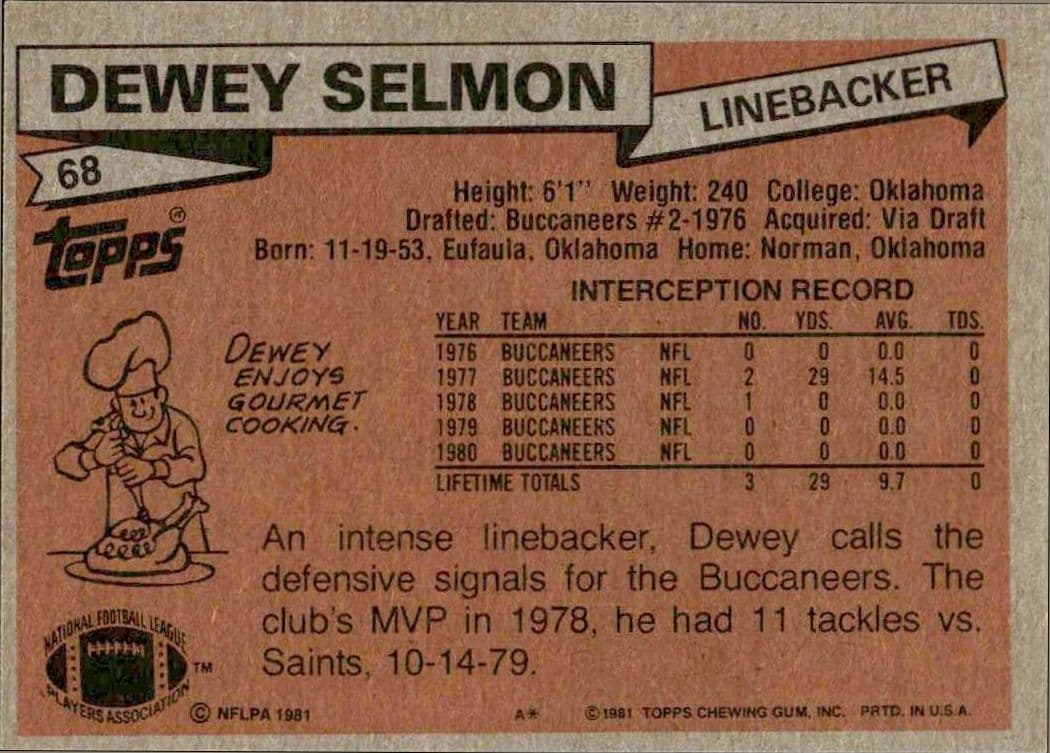 DEWEY SELMON
LINEBACKER
68
topps®
Height: 6'1'' Weight: 240 College: Oklahoma
Drafted: Buccaneers #2-1976 Acquired: Via Draft
Born: 11-19-53, Eufaula, Oklahoma Home: Norman, Oklahoma
DEWEY
ENJOYS
GOURMET
COOKING.
INTERCEPTION RECORD
YEAR TEAM NO. YDS. AVG. TDS.
1976 BUCCANEERS NFL 0 0 0.0 0
1977 BUCCANEERS NFL 2 29 14.5 0
1978 BUCCANEERS NFL 1 0 0.0 0
1979 BUCCANEERS NFL 0 0 0.0 0
1980 BUCCANEERS NFL 0 0 0.0 0
LIFETIME TOTALS 3 29 9.7 0
An intense linebacker, Dewey calls the
defensive signals for the Buccaneers. The
club's MVP in 1978, he had 11 tackles vs.
Saints, 10-14-79.
NATIONAL FOOTBALL LEAGUE
PLAYERS ASSOCIATION
TM
© NFLPA 1981
A*
© 1981 TOPPS CHEWING GUM, INC. PRTD. IN U.S.A.